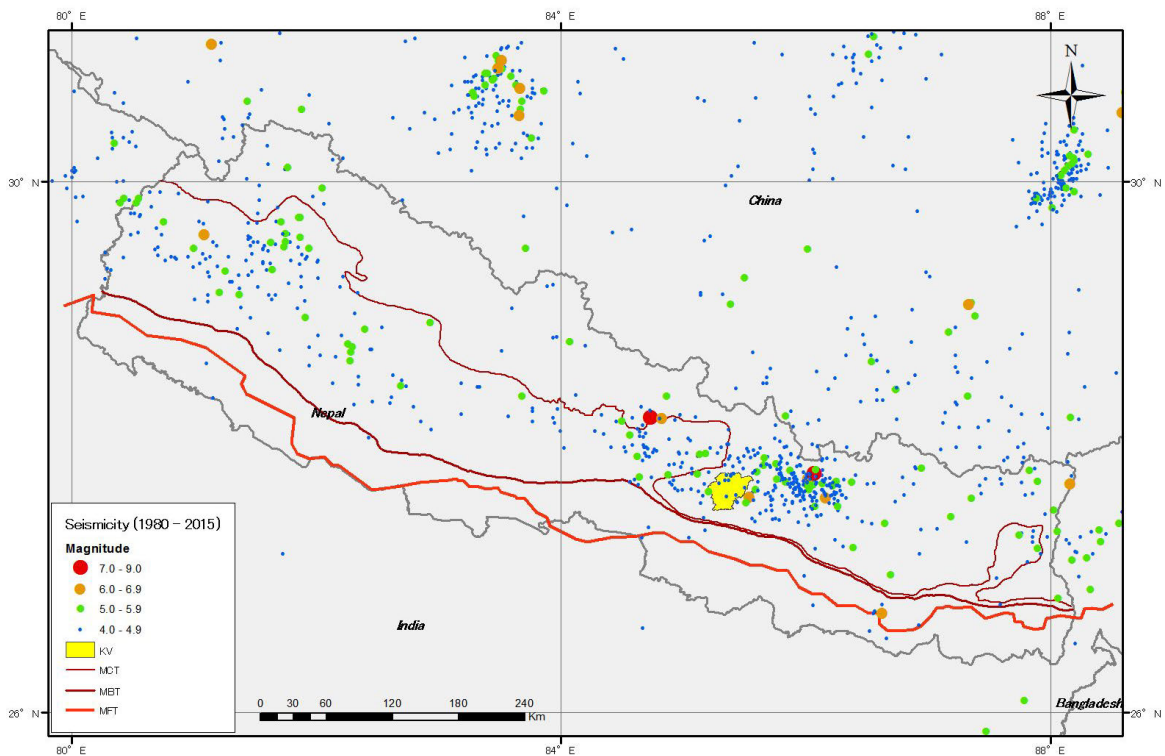 80° E
84° E
88° E
N
30° N
30° N
China
Nepal
India
Bangladesh
Seismicity (1980 - 2015)
Magnitude
7.0 - 9.0
6.0 - 6.9
5.0 - 5.9
4.0 - 4.9
KV
MCT
MBT
MFT
0 30 60 120 180 240
Km
26° N
26° N
80° E
84° E
88° E